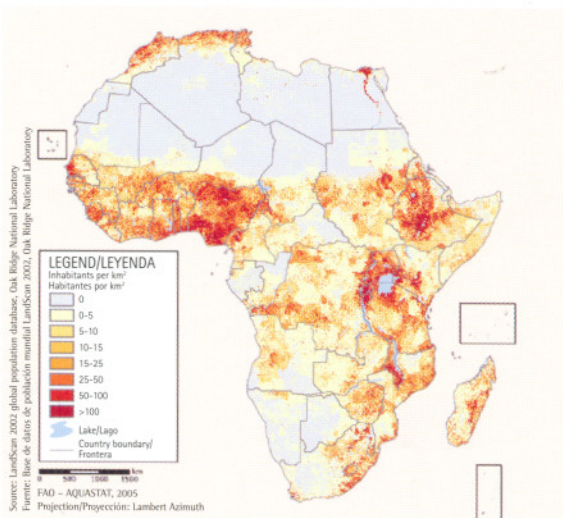 Source: LandScan 2002 global population database, Oak Ridge National Laboratory
Fuente: Base de datos de población mundial LandScan 2002, Oak Ridge National Laboratory
LEGEND/LEYENDA
Inhabitants per km²
Habitantes por km²
0
0-5
5-10
10-15
15-25
25-50
50-100
>100
Lake/Lago
Country boundary/
Frontera
0 500 1000 1500 km
FAO – AQUASTAT, 2005
Projection/Proyección: Lambert Azimuth